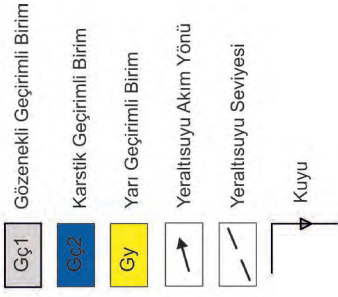 Gç1 Gözenekli Geçirimli Birim
Gç2 Karstik Geçirimli Birim
Gy Yarı Geçirimli Birim
Yeraltısuyu Akım Yönü
Yeraltısuyu Seviyesi
Kuyu